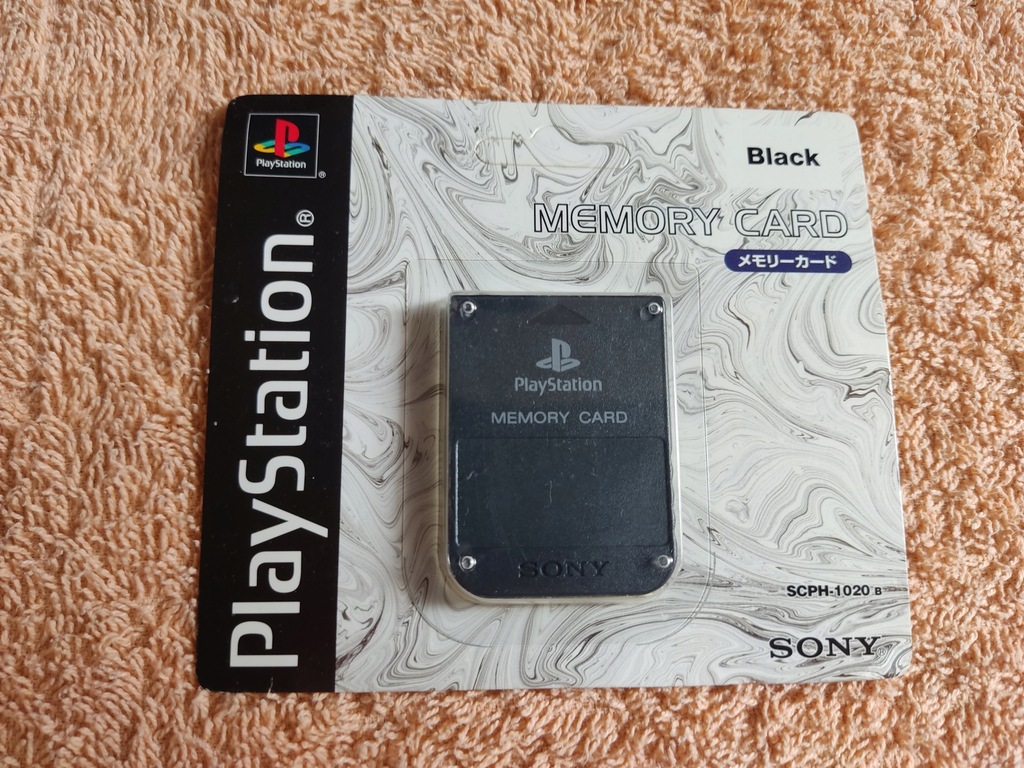 PlayStation
®
PlayStation®
Black
MEMORY CARD
メモリーカード
PlayStation
MEMORY CARD
SONY
SCPH-1020 B
SONY®